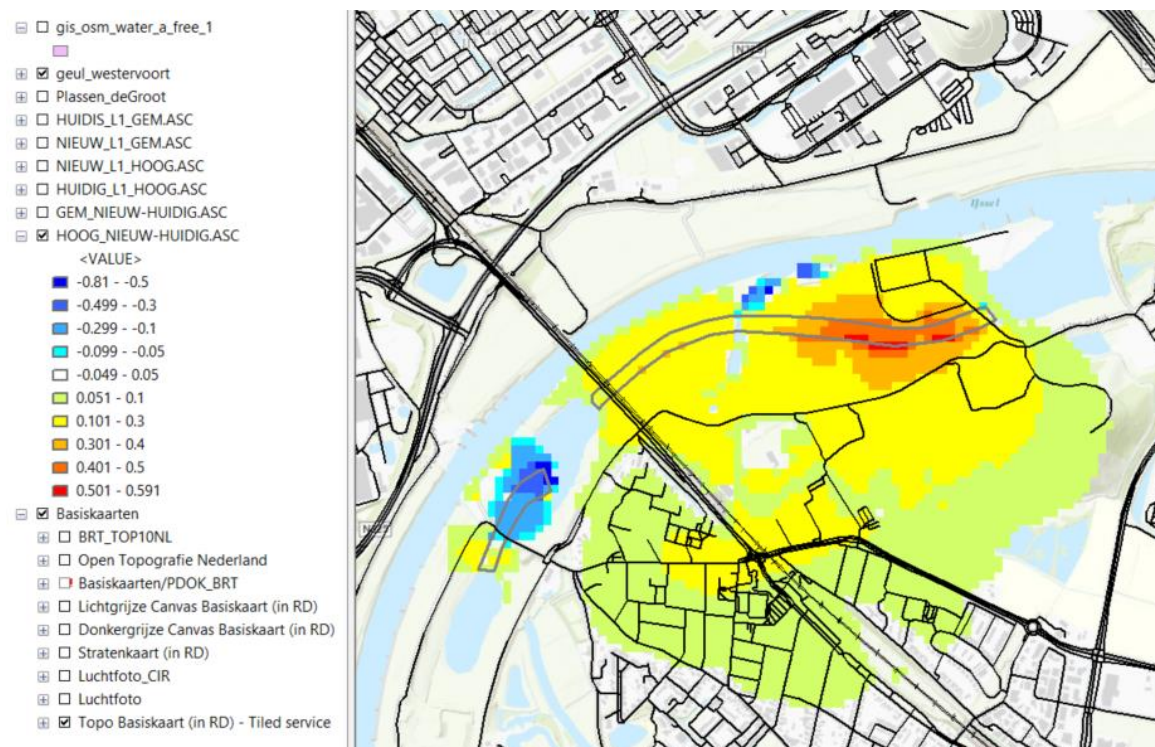 gis_osm_water_a_free_1
geul_westervoort
Plassen_deGroot
HUIDIS_L1_GEM.ASC
NIEUW_L1_GEM.ASC
NIEUW_L1_HOOG.ASC
HUIDIG_L1_HOOG.ASC
GEM_NIEUW-HUIDIG.ASC
HOOG_NIEUW-HUIDIG.ASC
<VALUE>
-0.81 - -0.5
-0.499 - -0.3
-0.299 - -0.1
-0.099 - -0.05
-0.049 - 0.05
0.051 - 0.1
0.101 - 0.3
0.301 - 0.4
0.401 - 0.5
0.501 - 0.591
Basiskaarten
BRT_TOP10NL
Open Topografie Nederland
Basiskaarten/PDOK_BRT
Lichtgrijze Canvas Basiskaart (in RD)
Donkergrijze Canvas Basiskaart (in RD)
Stratenkaart (in RD)
Luchtfoto_CIR
Luchtfoto
Topo Basiskaart (in RD) - Tiled service
IJssel